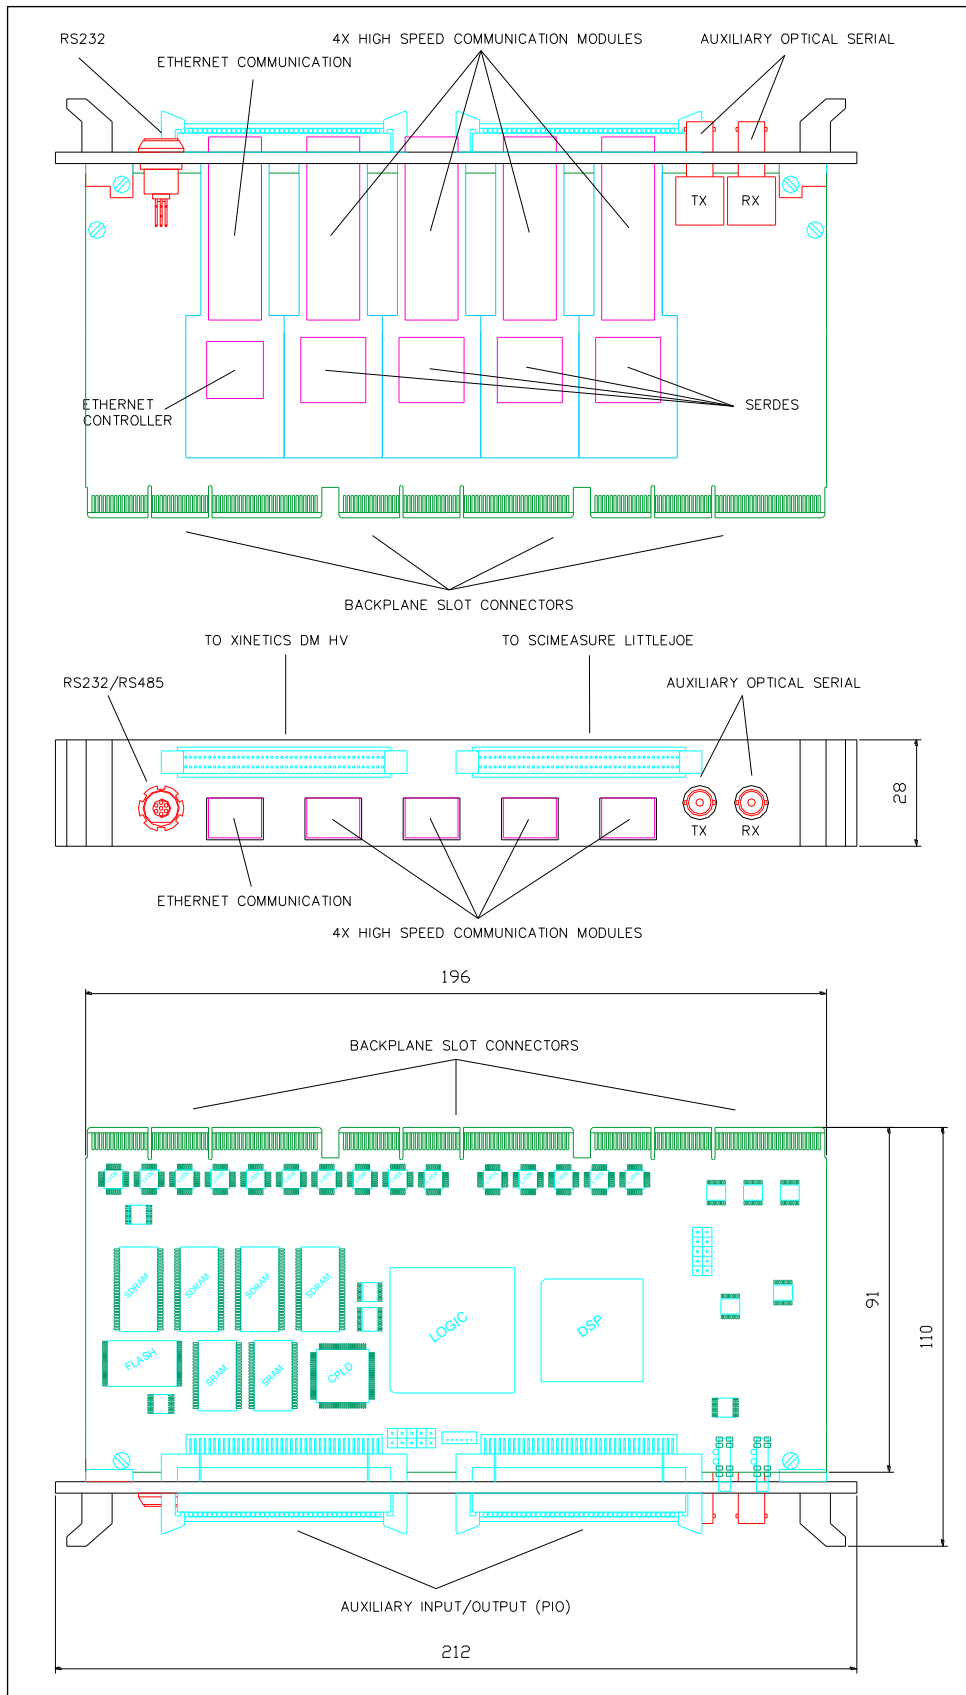 RS232
4X HIGH SPEED COMMUNICATION MODULES
AUXILIARY OPTICAL SERIAL
ETHERNET COMMUNICATION
TX
RX
ETHERNET
CONTROLLER
SERDES
BACKPLANE SLOT CONNECTORS
TO XINETICS DM HV
TO SCIMEASURE LITTLEJOE
RS232/RS485
AUXILIARY OPTICAL SERIAL
28
TX
RX
ETHERNET COMMUNICATION
4X HIGH SPEED COMMUNICATION MODULES
196
BACKPLANE SLOT CONNECTORS
SDRAM
SDRAM
SDRAM
SDRAM
LOGIC
DSP
91
110
FLASH
SRAM
SRAM
CPLD
AUXILIARY INPUT/OUTPUT (PIO)
212